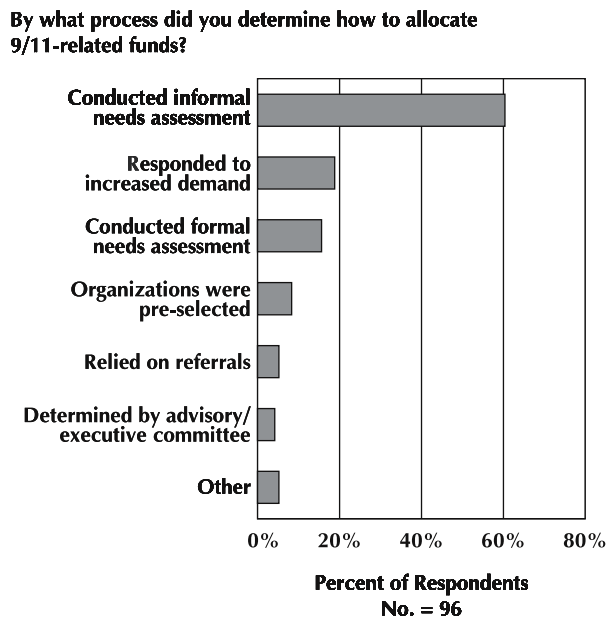 By what process did you determine how to allocate
9/11-related funds?
Conducted informal
needs assessment
Responded to
increased demand
Conducted formal
needs assessment
Organizations were
pre-selected
Relied on referrals
Determined by advisory/
executive committee
Other
0% 20% 40% 60% 80%
Percent of Respondents
No. = 96